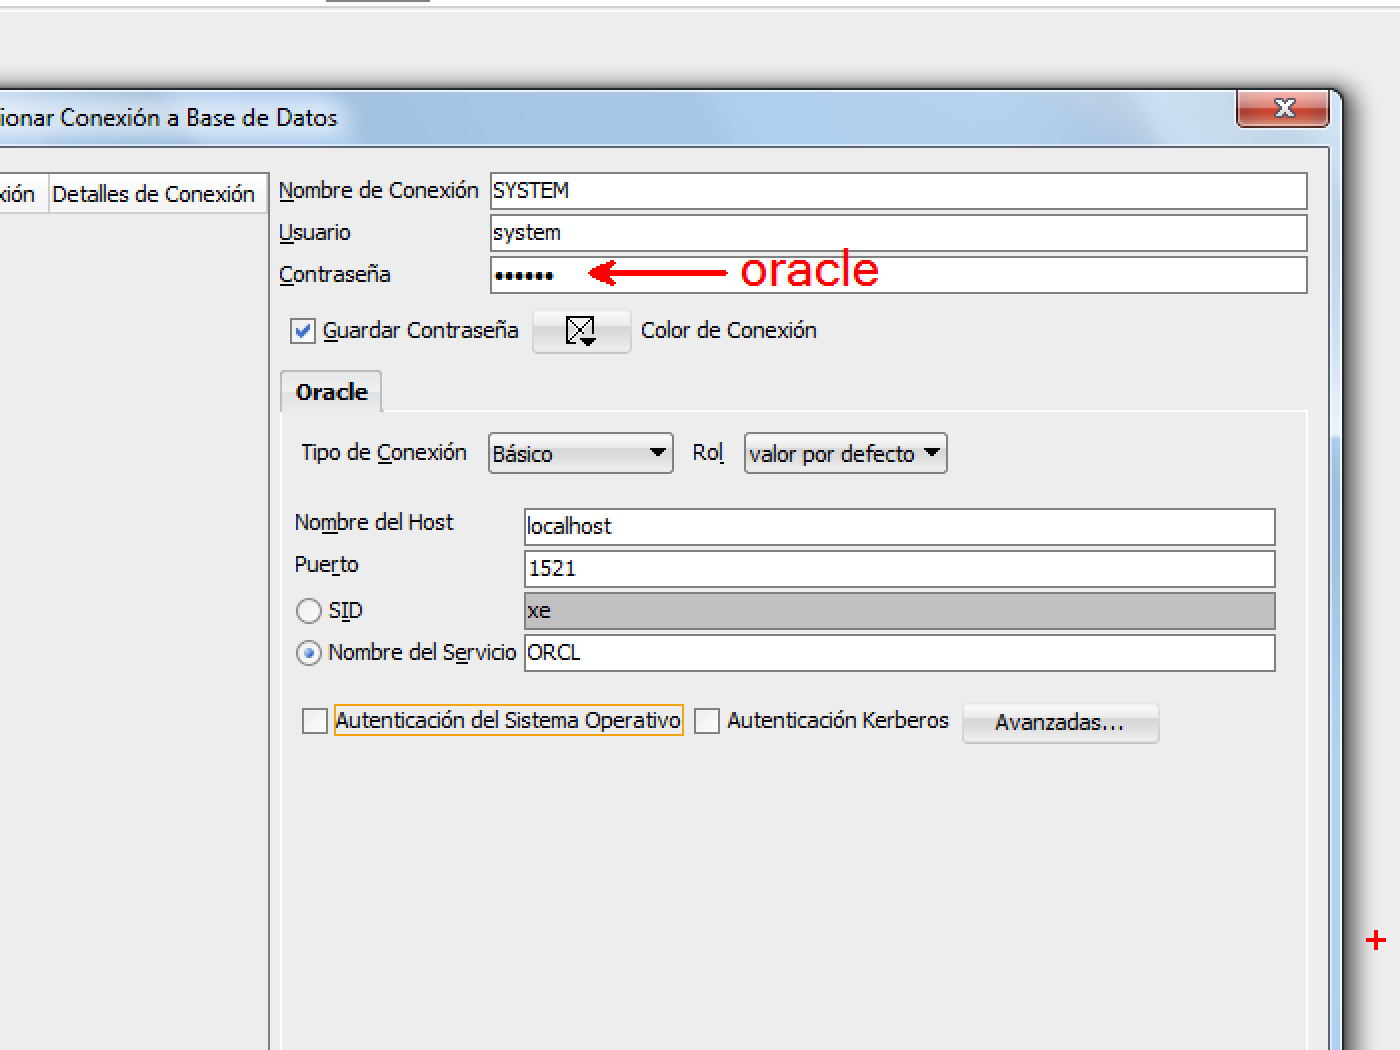 ionar Conexión a Base de Datos
xión Detalles de Conexión
Nombre de Conexión SYSTEM
Usuario system
Contraseña •••••• oracle
Guardar Contraseña Color de Conexión
Oracle
Tipo de Conexión Básico Rol valor por defecto
Nombre del Host localhost
Puerto 1521
SID xe
Nombre del Servicio ORCL
Autenticación del Sistema Operativo Autenticación Kerberos Avanzadas...